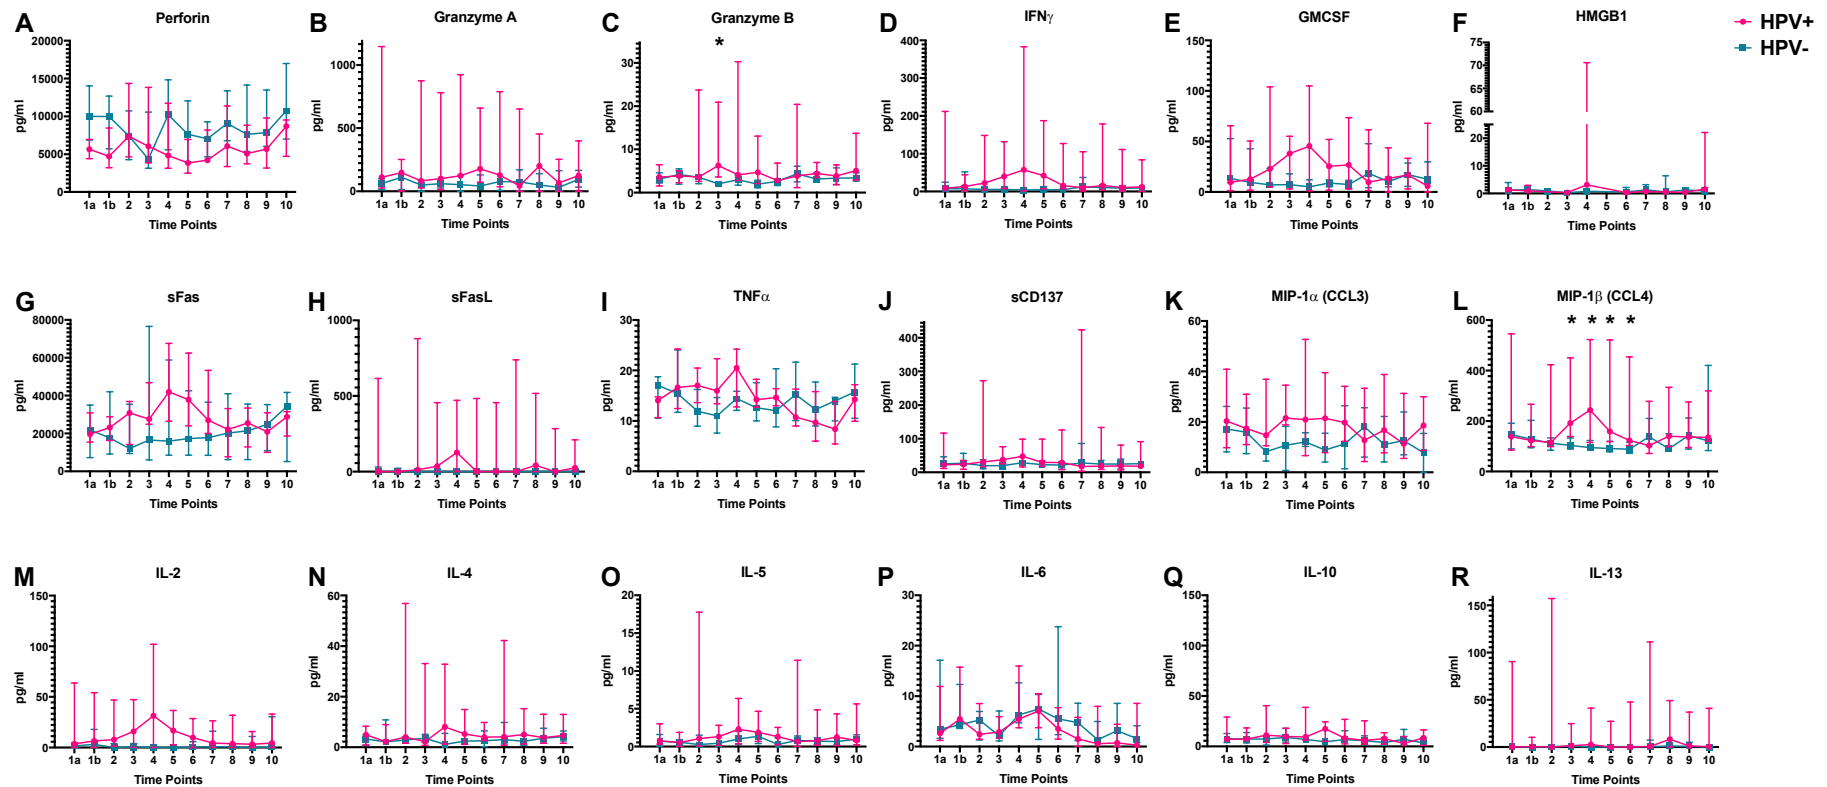 A Perforin
B Granzyme A
C Granzyme B
D IFNγ
E GMCSF
F HMGB1
HPV+
HPV-
pg/ml 20000 15000 10000 5000 0
1a 1b 2 3 4 5 6 7 8 9 10
Time Points
pg/ml 1000 500 0
1a 1b 2 3 4 5 6 7 8 9 10
Time Points
* pg/ml 30 20 10 0
1a 1b 2 3 4 5 6 7 8 9 10
Time Points
pg/ml 400 300 200 100 0
1a 1b 2 3 4 5 6 7 8 9 10
Time Points
pg/ml 150 100 50 0
1a 1b 2 3 4 5 6 7 8 9 10
Time Points
pg/ml 75 70 65 60 20 10 0
1a 1b 2 3 4 5 6 7 8 9 10
Time Points
G sFas
H sFasL
I TNFα
J sCD137
K MIP-1α (CCL3)
L MIP-1β (CCL4)
pg/ml 80000 60000 40000 20000 0
1a 1b 2 3 4 5 6 7 8 9 10
Time Points
pg/ml 1000 500 0
1a 1b 2 3 4 5 6 7 8 9 10
Time Points
pg/ml 30 20 10 0
1a 1b 2 3 4 5 6 7 8 9 10
Time Points
pg/ml 400 300 200 100 0
1a 1b 2 3 4 5 6 7 8 9 10
Time Points
pg/ml 60 40 20 0
1a 1b 2 3 4 5 6 7 8 9 10
Time Points
* * * * pg/ml 600 400 200 0
1a 1b 2 3 4 5 6 7 8 9 10
Time Points
M IL-2
N IL-4
O IL-5
P IL-6
Q IL-10
R IL-13
pg/ml 150 100 50 0
1a 1b 2 3 4 5 6 7 8 9 10
Time Points
pg/ml 60 40 20 0
1a 1b 2 3 4 5 6 7 8 9 10
Time Points
pg/ml 20 15 10 5 0
1a 1b 2 3 4 5 6 7 8 9 10
Time Points
pg/ml 30 20 10 0
1a 1b 2 3 4 5 6 7 8 9 10
Time Points
pg/ml 150 100 50 0
1a 1b 2 3 4 5 6 7 8 9 10
Time Points
pg/ml 150 100 50 0
1a 1b 2 3 4 5 6 7 8 9 10
Time Points